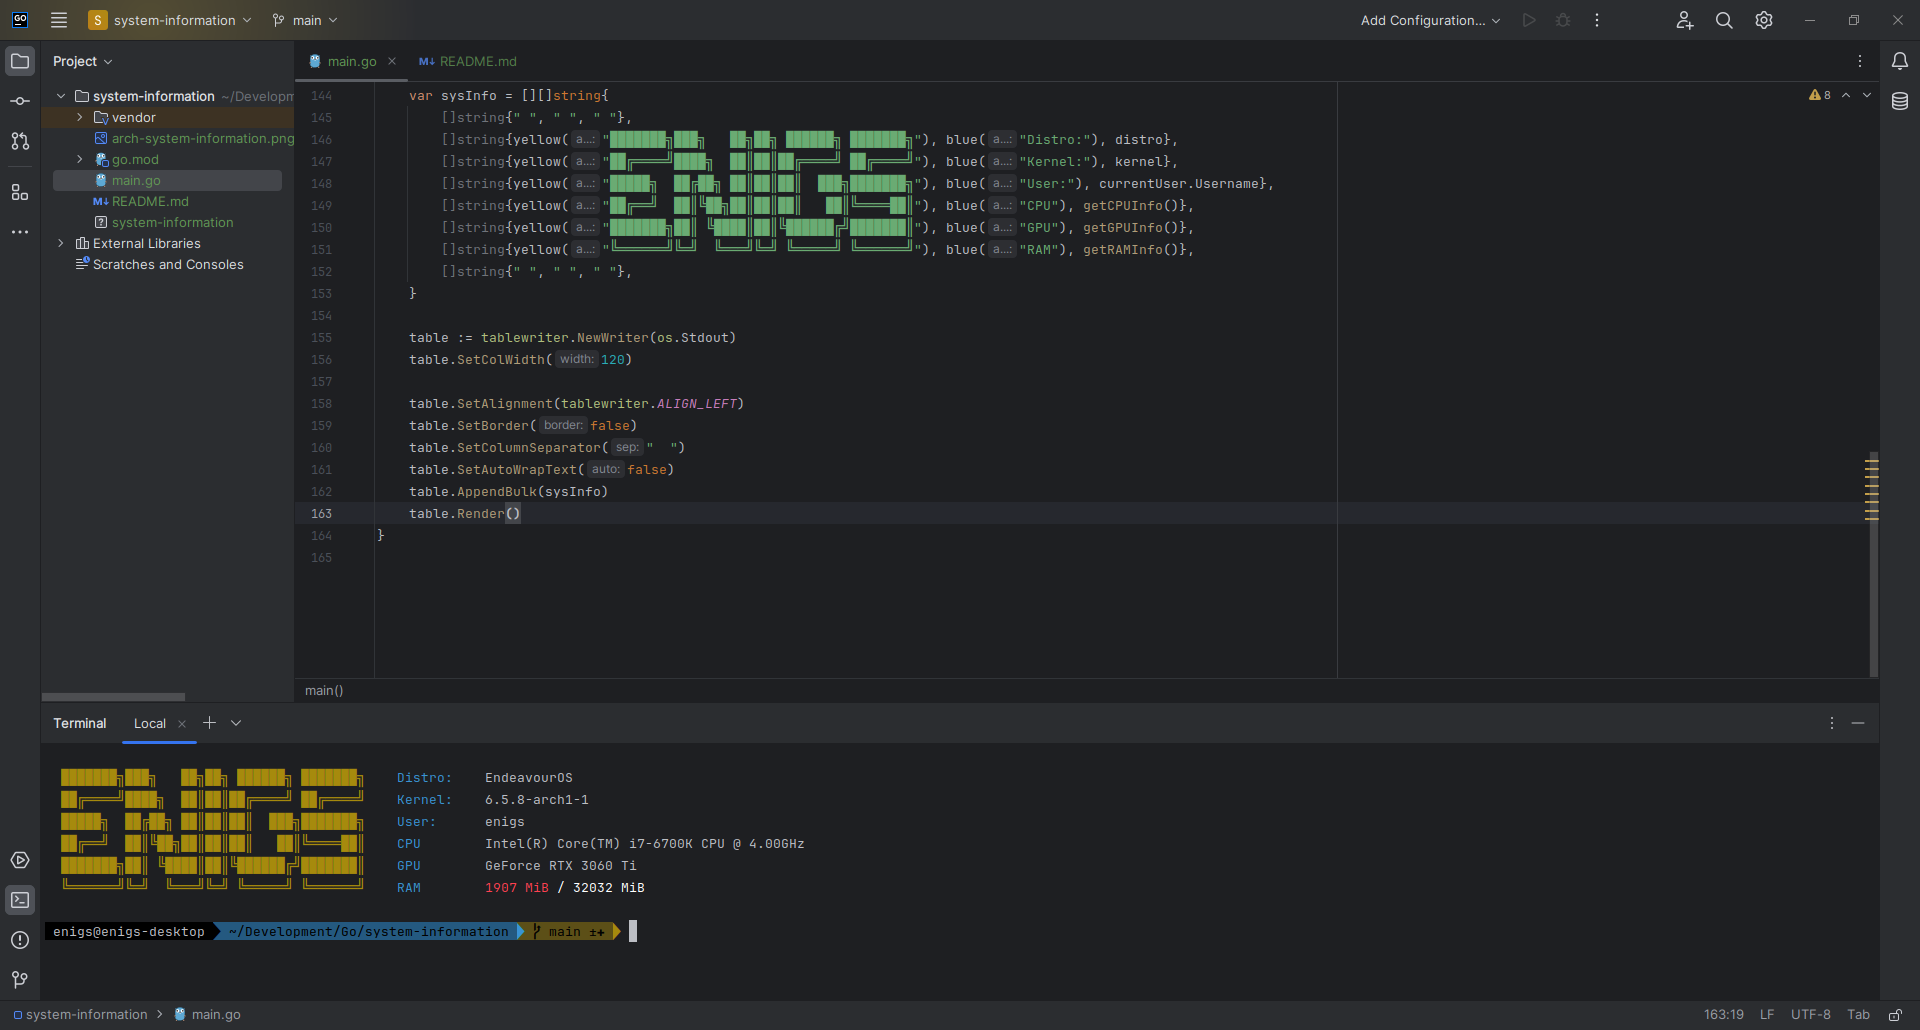 GO
S system-information
main
Add Configuration...
Project
main.go
M↓ README.md
system-information ~/Developm
vendor
arch-system-information.png
go.mod
main.go
M↓ README.md
system-information
External Libraries
Scratches and Consoles
8
144 var sysInfo = [][]string{
145 []string{" ", " ", " "},
146 []string{yellow( a...: "███████╗███╗   ██╗██╗ ██████╗ ███████╗"), blue( a...: "Distro:"), distro},
147 []string{yellow( a...: "██╔════╝████╗  ██║██║██╔════╝ ██╔════╝"), blue( a...: "Kernel:"), kernel},
148 []string{yellow( a...: "█████╗  ██╔██╗ ██║██║██║  ███╗███████╗"), blue( a...: "User:"), currentUser.Username},
149 []string{yellow( a...: "██╔══╝  ██║╚██╗██║██║██║   ██║╚════██║"), blue( a...: "CPU"), getCPUInfo()},
150 []string{yellow( a...: "███████╗██║ ╚████║██║╚██████╔╝███████║"), blue( a...: "GPU"), getGPUInfo()},
151 []string{yellow( a...: "╚══════╝╚═╝  ╚═══╝╚═╝ ╚═════╝ ╚══════╝"), blue( a...: "RAM"), getRAMInfo()},
152 []string{" ", " ", " "},
153 }
154
155 table := tablewriter.NewWriter(os.Stdout)
156 table.SetColWidth( width: 120)
157
158 table.SetAlignment(tablewriter.ALIGN_LEFT)
159 table.SetBorder( border: false)
160 table.SetColumnSeparator( sep: "  ")
161 table.SetAutoWrapText( auto: false)
162 table.AppendBulk(sysInfo)
163 table.Render()
164 }
165
main()
Terminal Local
███████╗███╗   ██╗██╗ ██████╗ ███████╗ Distro: EndeavourOS
██╔════╝████╗  ██║██║██╔════╝ ██╔════╝ Kernel: 6.5.8-arch1-1
█████╗  ██╔██╗ ██║██║██║  ███╗███████╗ User: enigs
██╔══╝  ██║╚██╗██║██║██║   ██║╚════██║ CPU Intel(R) Core(TM) i7-6700K CPU @ 4.00GHz
███████╗██║ ╚████║██║╚██████╔╝███████║ GPU GeForce RTX 3060 Ti
╚══════╝╚═╝  ╚═══╝╚═╝ ╚═════╝ ╚══════╝ RAM 1907 MiB / 32032 MiB
enigs@enigs-desktop ~/Development/Go/system-information main ±+
system-information > main.go
163:19 LF UTF-8 Tab